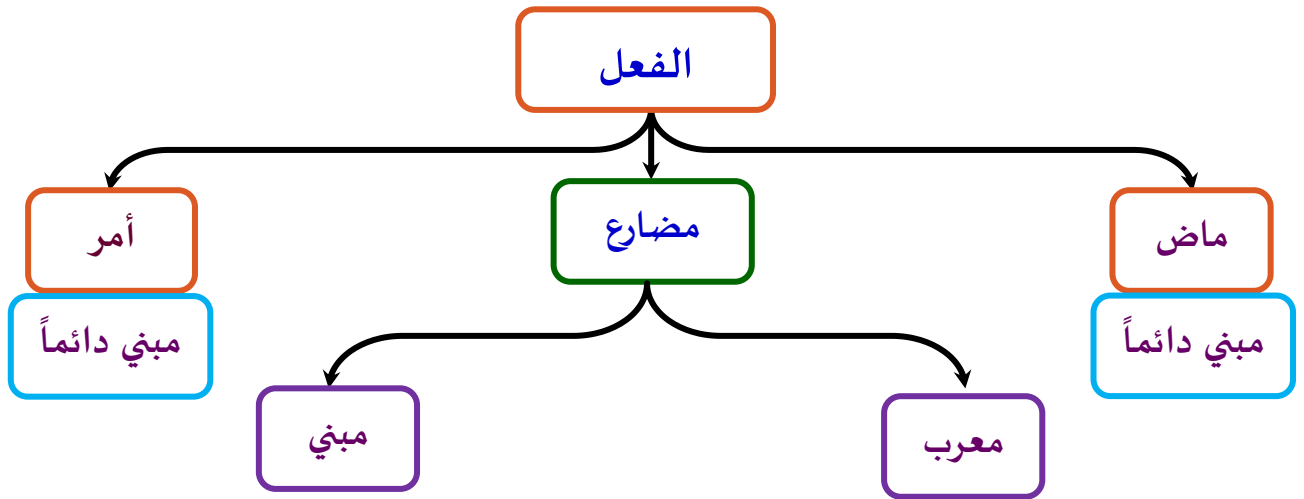 الفعل
ماض
مضارع
أمر
مبني دائماً
مبني دائماً
معرب
مبني